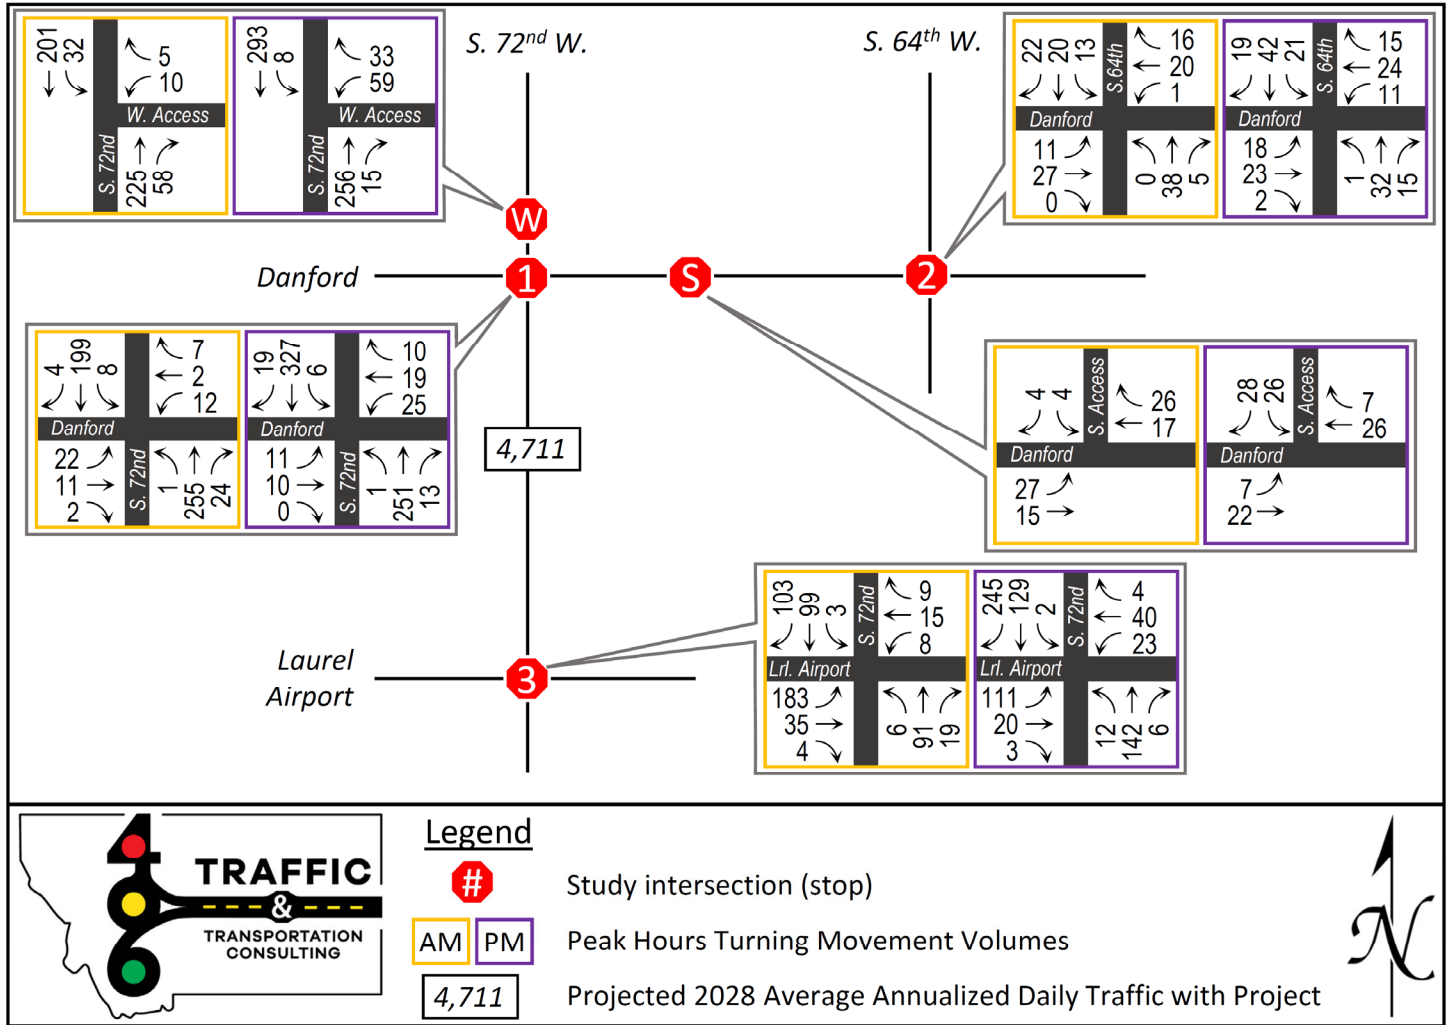 S. 72nd W.
S. 64th W.
201
32
5
10
W. Access
S. 72nd
225
58
293
8
33
59
W. Access
S. 72nd
256
15
22
20
13
S.64th
16
20
1
Danford
11
27
0
0
38
5
19
42
21
S. 64th
15
24
11
Danford
18
23
2
1
32
15
W
Danford
1
S
2
4
199
8
7
2
12
Danford
22
11
2
S. 72nd
1
255
24
19
327
6
10
19
25
Danford
11
10
0
S. 72nd
1
251
13
4,711
4
4
S. Access
26
17
Danford
27
15
28
26
S. Access
7
26
Danford
7
22
Laurel
Airport
3
103
99
3
S. 72nd
9
15
8
Lrl. Airport
183
35
4
6
91
19
245
129
2
S. 72nd
4
40
23
Lrl. Airport
111
20
3
12
142
6
406
TRAFFIC
&
TRANSPORTATION
CONSULTING
Legend
# Study intersection (stop)
AM PM Peak Hours Turning Movement Volumes
4,711 Projected 2028 Average Annualized Daily Traffic with Project
N